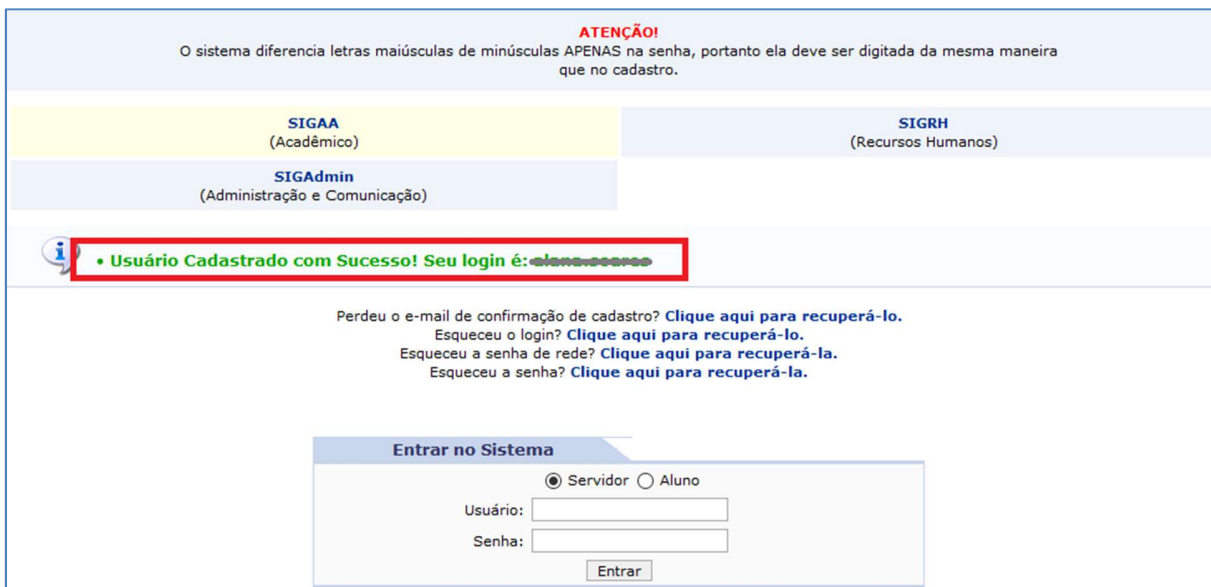 ATENÇÃO!
O sistema diferencia letras maiúsculas de minúsculas APENAS na senha, portanto ela deve ser digitada da mesma maneira
que no cadastro.
SIGAA
(Acadêmico)
SIGRH
(Recursos Humanos)
SIGAdmin
(Administração e Comunicação)
• Usuário Cadastrado com Sucesso! Seu login é:
Perdeu o e-mail de confirmação de cadastro? Clique aqui para recuperá-lo.
Esqueceu o login? Clique aqui para recuperá-lo.
Esqueceu a senha de rede? Clique aqui para recuperá-la.
Esqueceu a senha? Clique aqui para recuperá-la.
Entrar no Sistema
Servidor Aluno
Usuário:
Senha:
Entrar